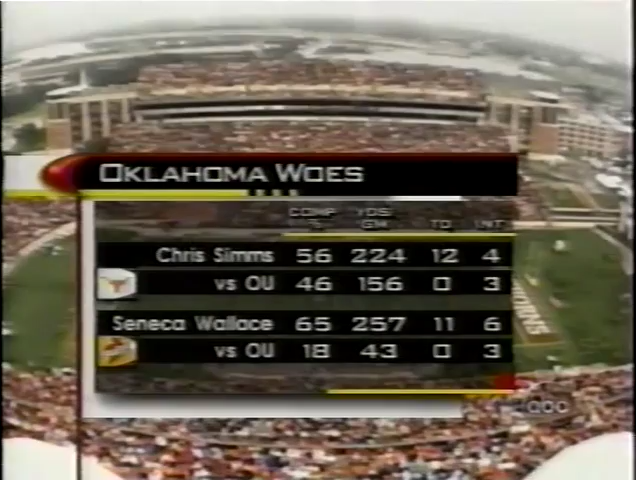 OKLAHOMA WOES
COMP YDS
% GM TD INT
Chris Simms 56 224 12 4
vs OU 46 156 0 3
Seneca Wallace 65 257 11 6
vs OU 18 43 0 3